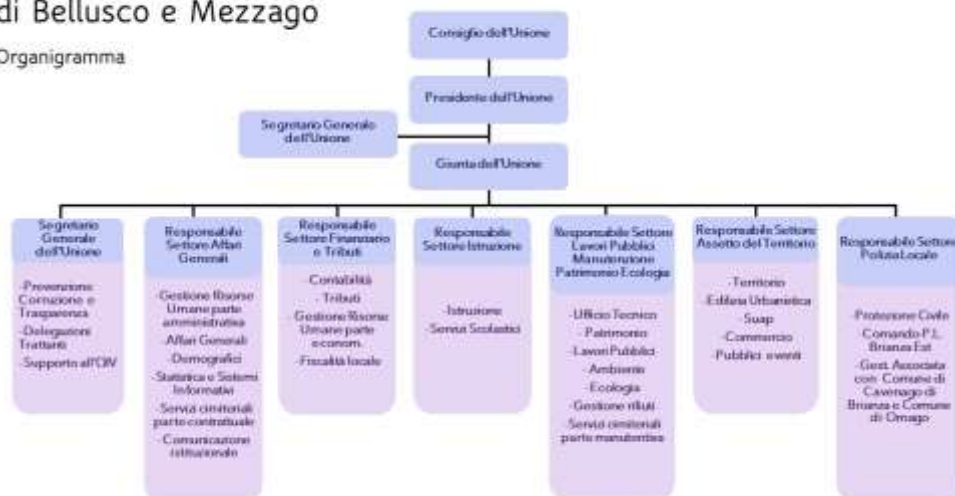 di Bellusco e Mezzago
Organigramma
Consiglio dell'Unione
Presidente dell'Unione
Segretario Generale
dell'Unione
Giunta dell'Unione
Segretario
Generale
dell'Unione
-Prevenzione
Corruzione e
Trasparenza
-Delegazioni
Trattanti
-Supporto all'OIV
Responsabile
Settore Affari
Generali
-Gestione Risorse
Umane parte
amministrativa
-Affari Generali
-Demografici
-Statistica e Sistemi
Informativi
-Servizi cimiteriali
parte contrattuale
-Comunicazione
istituzionale
Responsabile
Settore Finanziario
e Tributi
-Contabilità
-Tributi
-Gestione Risorse
Umane parte
econom.
-Fiscalità locale
Responsabile
Settore Istruzione
-Istruzione
-Servizi Scolastici
Responsabile Settore
Lavori Pubblici
Manutenzione
Patrimonio Ecologia
-Ufficio Tecnico
-Patrimonio
-Lavori Pubblici
-Ambiente
-Ecologia
-Gestione rifiuti
-Servizi cimiteriali
parte manutentiva
Responsabile Settore
Assetto del Territorio
-Territorio
-Edilizia Urbanistica
-Suap
-Commercio
-Pubblici eventi
Responsabile Settore
Polizia Locale
-Protezione Civile
-Comando P.L.
Brianza Est
-Gest. Associata
con Comune di
Cavenago di
Brianza e Comune
di Ornago